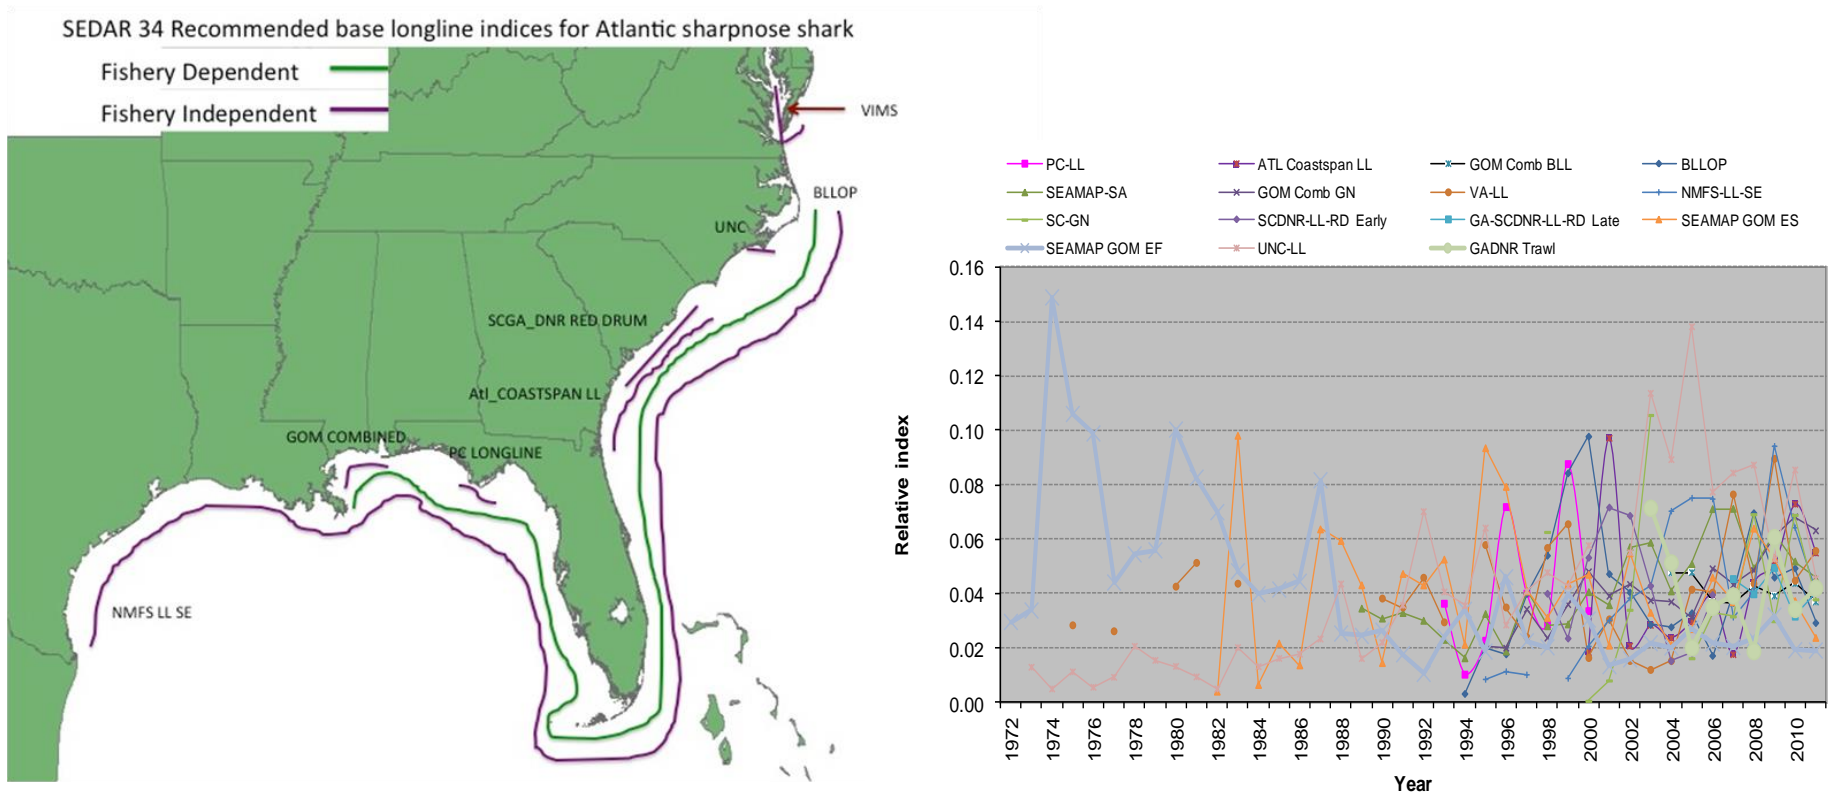 SEDAR 34 Recommended base longline indices for Atlantic sharpnose shark
Fishery Dependent
Fishery Independent
VIMS
BLLOP
UNC
SCGA_DNR RED DRUM
Atl_COASTSPAN LL
GOM COMBINED
PC LONGLINE
NMFS LL SE
PC-LL ATL Coastspan LL GOM Comb BLL BLLOP
SEAMAP-SA GOM Comb GN VA-LL NMFS-LL-SE
SC-GN SCDNR-LL-RD Early GA-SCDNR-LL-RD Late SEAMAP GOM ES
SEAMAP GOM EF UNC-LL GADNR Trawl
0.16
0.14
0.12
0.10
0.08
0.06
0.04
0.02
0.00
Relative index
1972 1974 1976 1978 1980 1982 1984 1986 1988 1990 1992 1994 1996 1998 2000 2002 2004 2006 2008 2010
Year